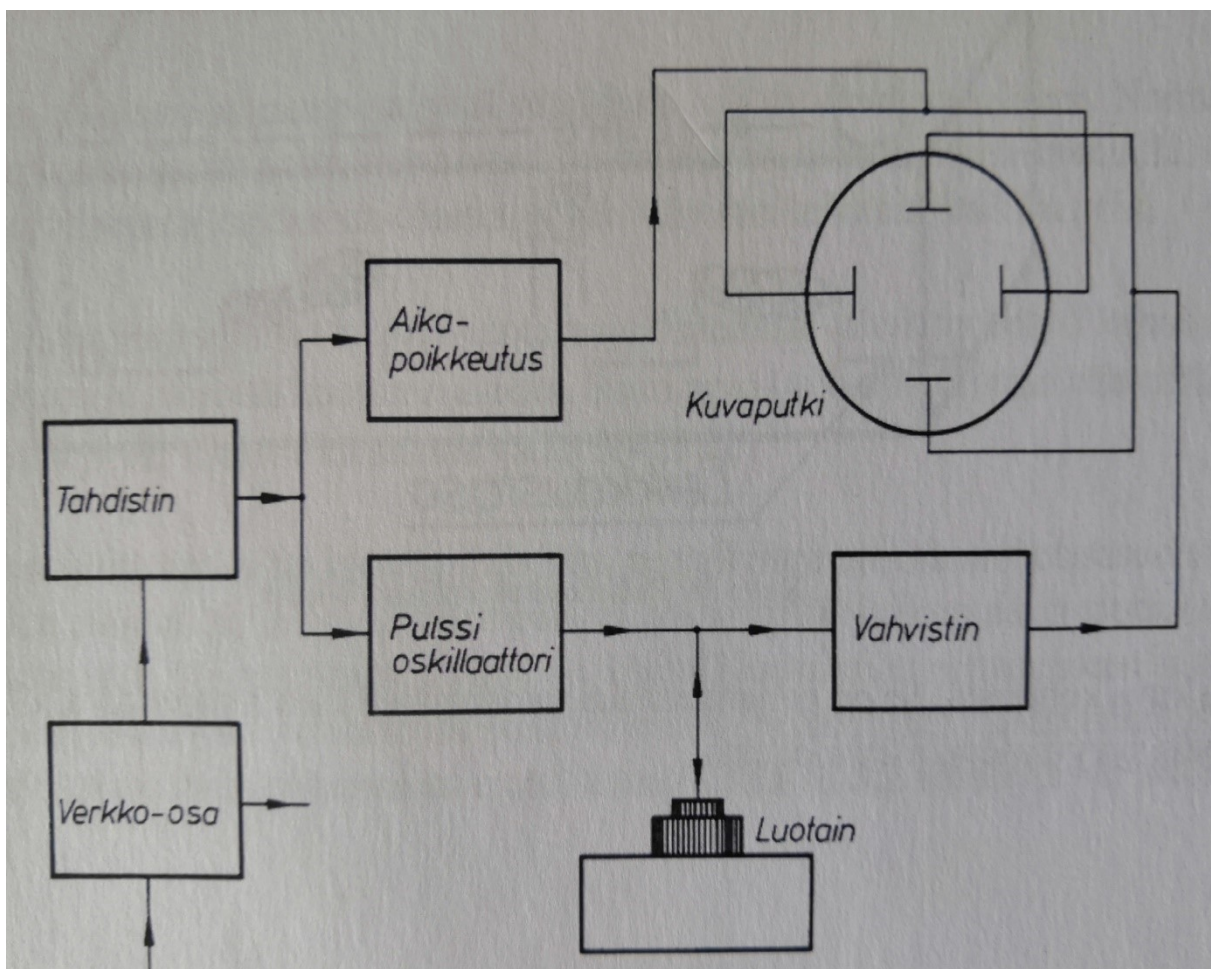 Aika-
poikkeutus
Kuvaputki
Tahdistin
Pulssi
oskillaattori
Vahvistin
Verkko-osa
Luotain